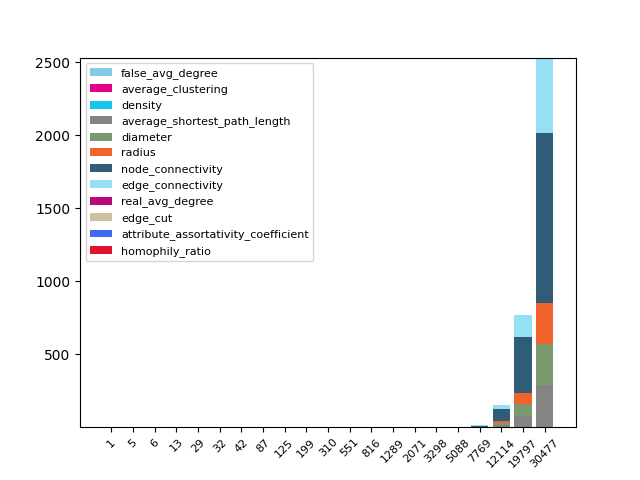 2500
2000
1500
1000
500
false_avg_degree
average_clustering
density
average_shortest_path_length
diameter
radius
node_connectivity
edge_connectivity
real_avg_degree
edge_cut
attribute_assortativity_coefficient
homophily_ratio
1 5 6 13 29 32 42 87 125 199 310 551 816 1289 2071 3298 5088 7769 12114 19797 30477